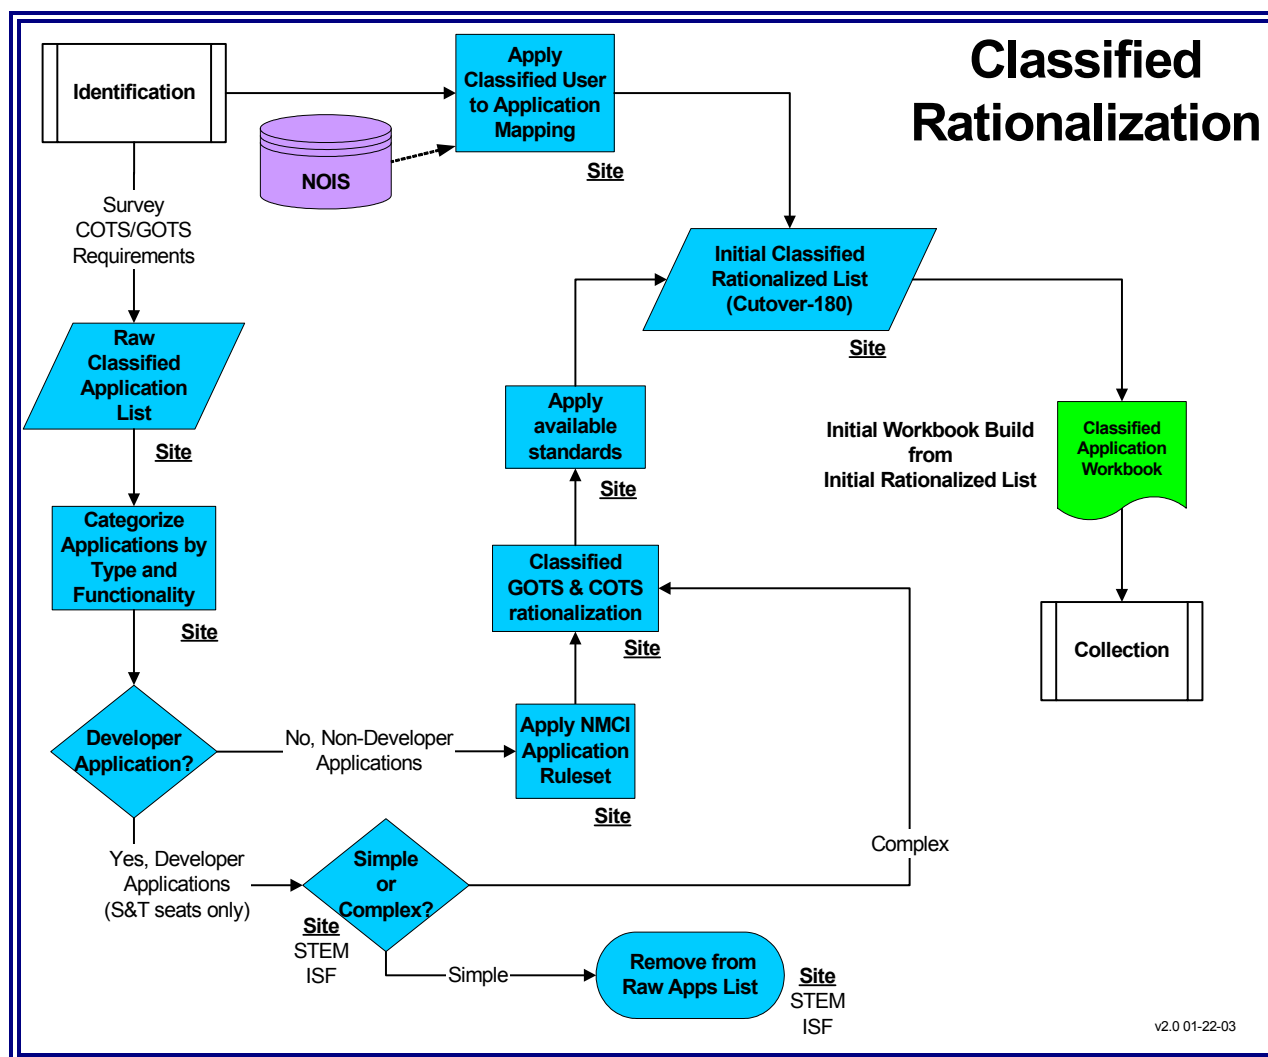 Classified
Rationalization
Identification
Apply
Classified User
to Application
Mapping
Site
NOIS
Survey
COTS/GOTS
Requirements
Initial Classified
Rationalized List
(Cutover-180)
Site
Raw
Classified
Application
List
Site
Apply
available
standards
Site
Initial Workbook Build
from
Initial Rationalized List
Classified
Application
Workbook
Categorize
Applications by
Type and
Functionality
Site
Classified
GOTS & COTS
rationalization
Site
Collection
Developer
Application?
No, Non-Developer
Applications
Apply NMCI
Application
Ruleset
Site
Yes, Developer
Applications
(S&T seats only)
Simple
or
Complex?
Site
STEM
ISF
Complex
Simple
Remove from
Raw Apps List
Site
STEM
ISF
v2.0 01-22-03